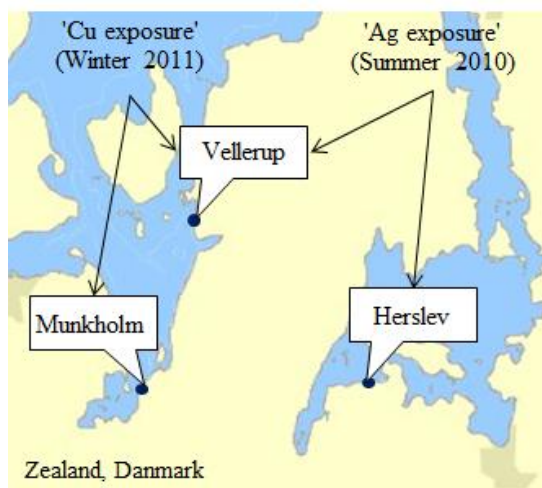 'Cu exposure'
(Winter 2011)
'Ag exposure'
(Summer 2010)
Vellerup
Munkholm
Herslev
Zealand, Danmark